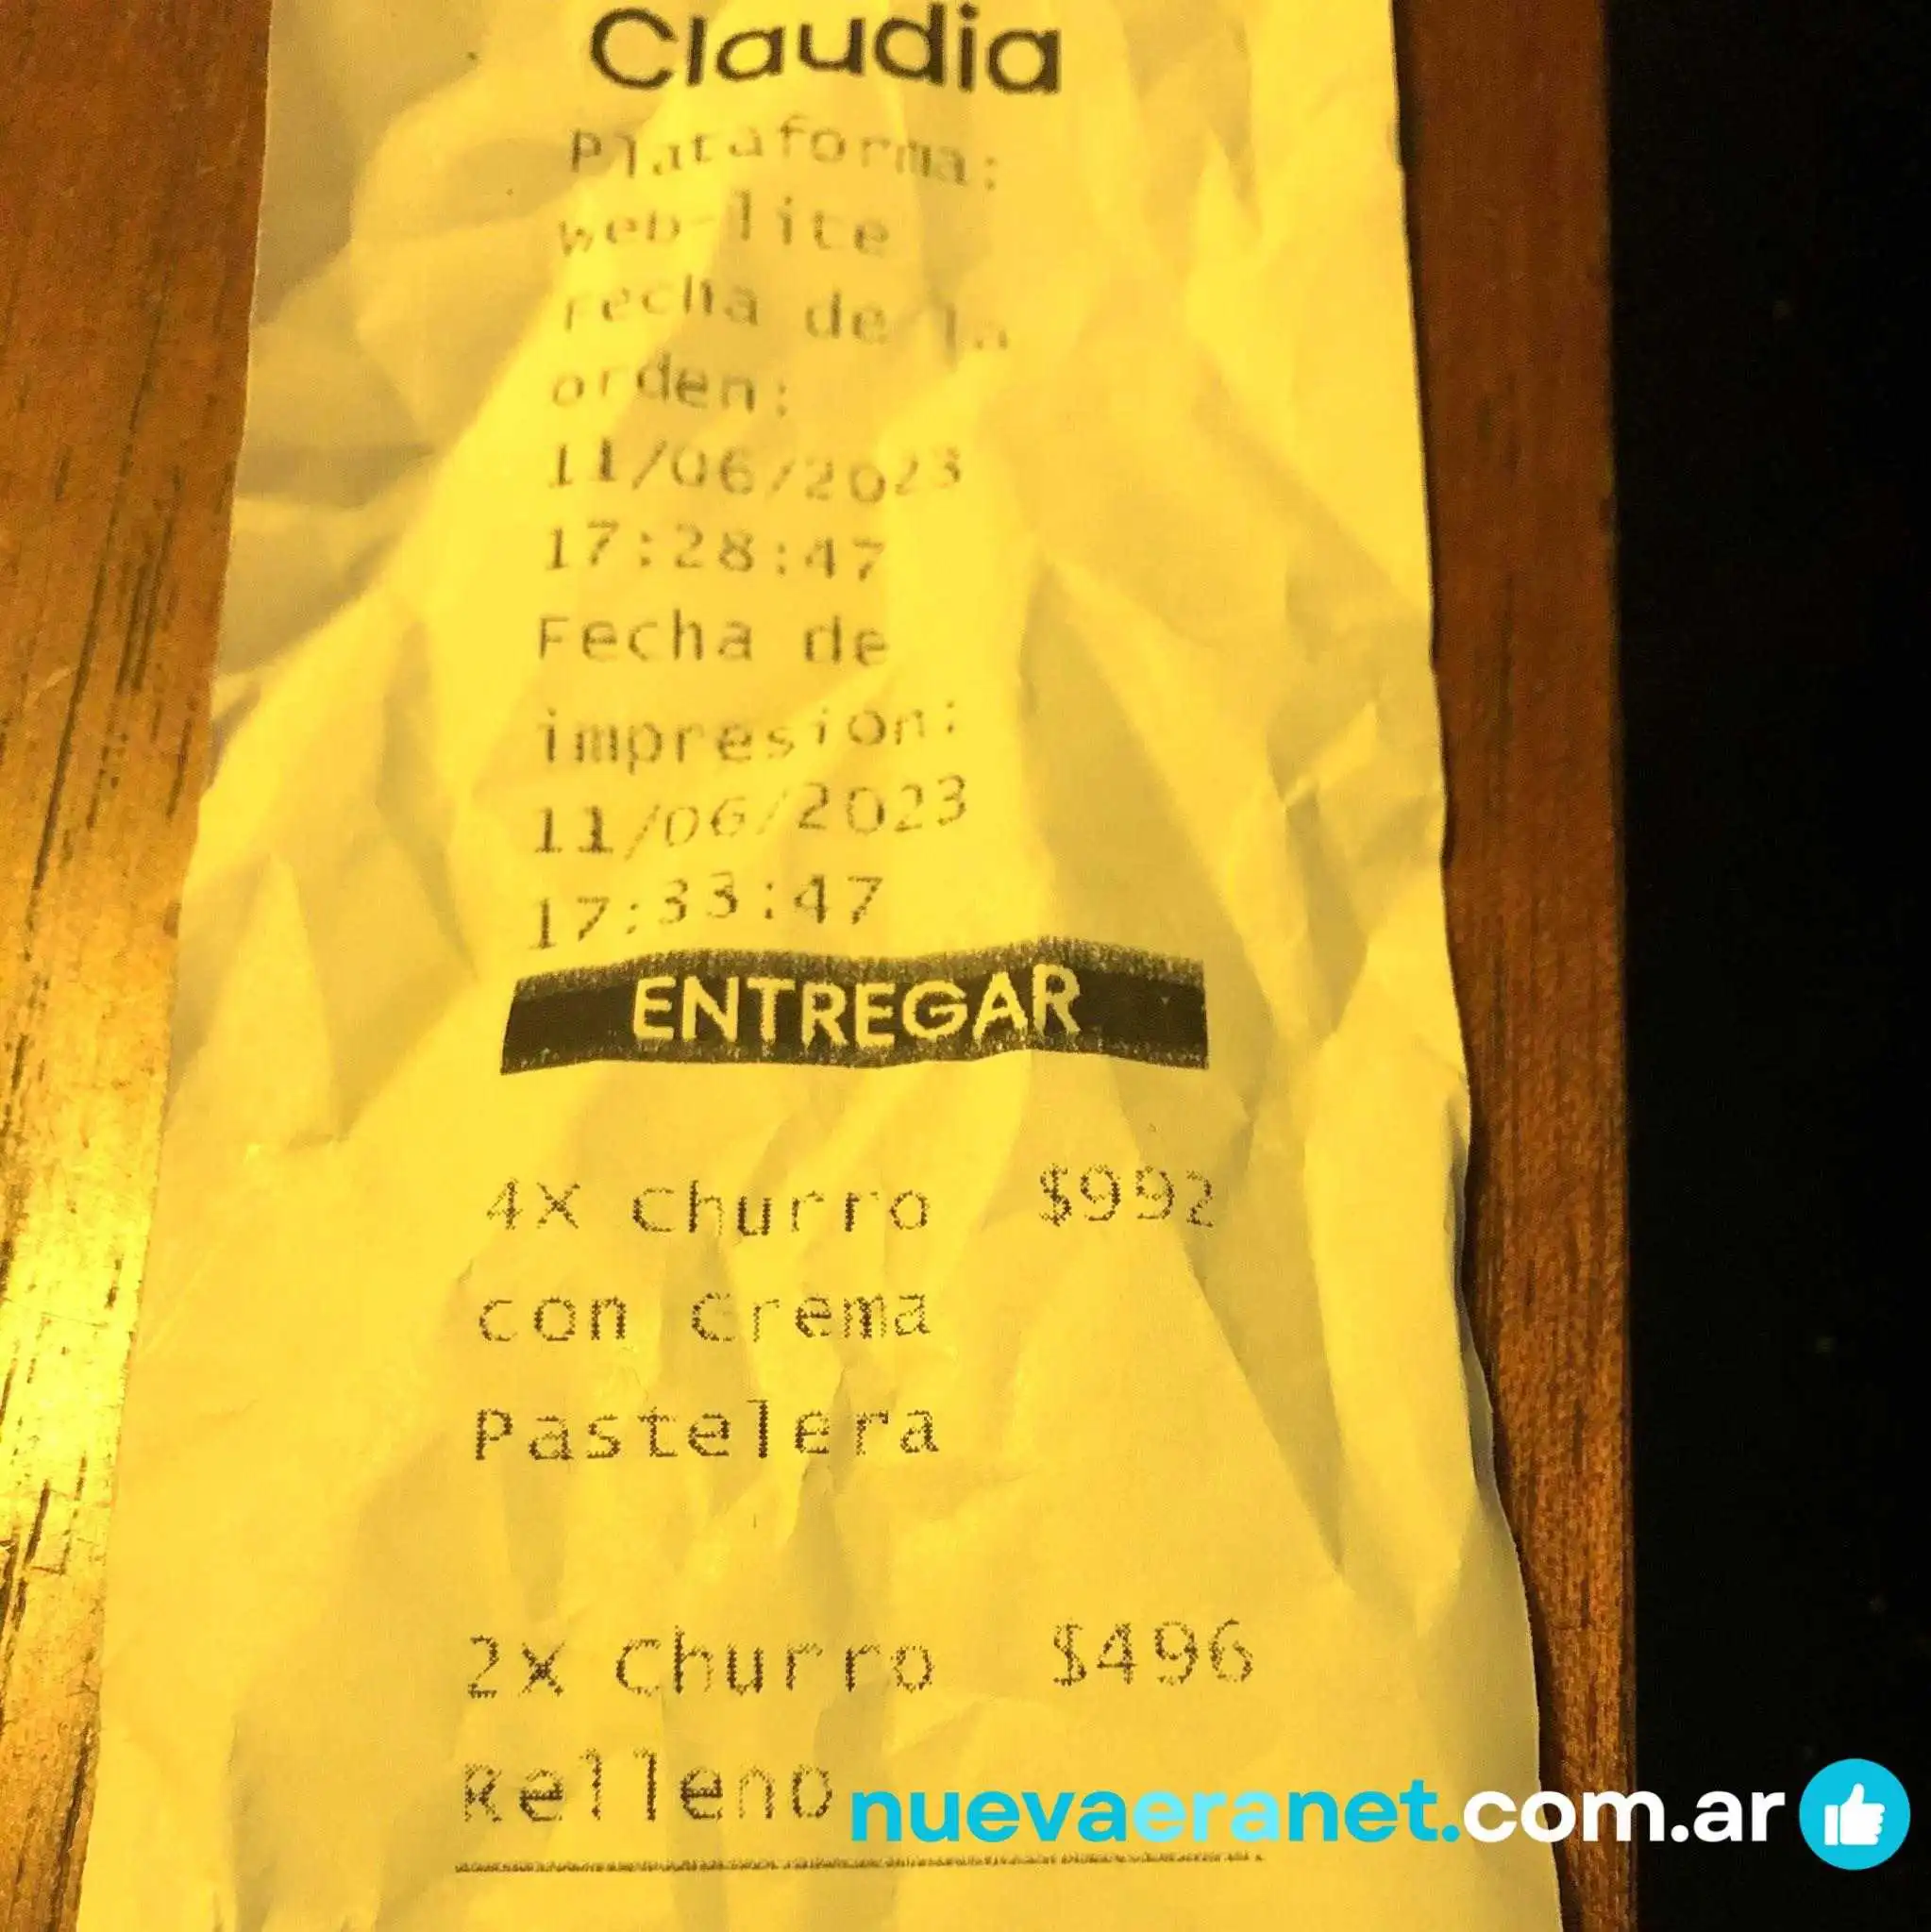 Claudia
Plataforma:
web-lite
Fecha de la
orden:
11/06/2023
17:28:47
Fecha de
impresion:
11/06/2023
17:33:47
ENTREGAR
4X Churro $992
con Crema
Pastelera
2X Churro $496
Relleno
nuevaeranet.com.ar